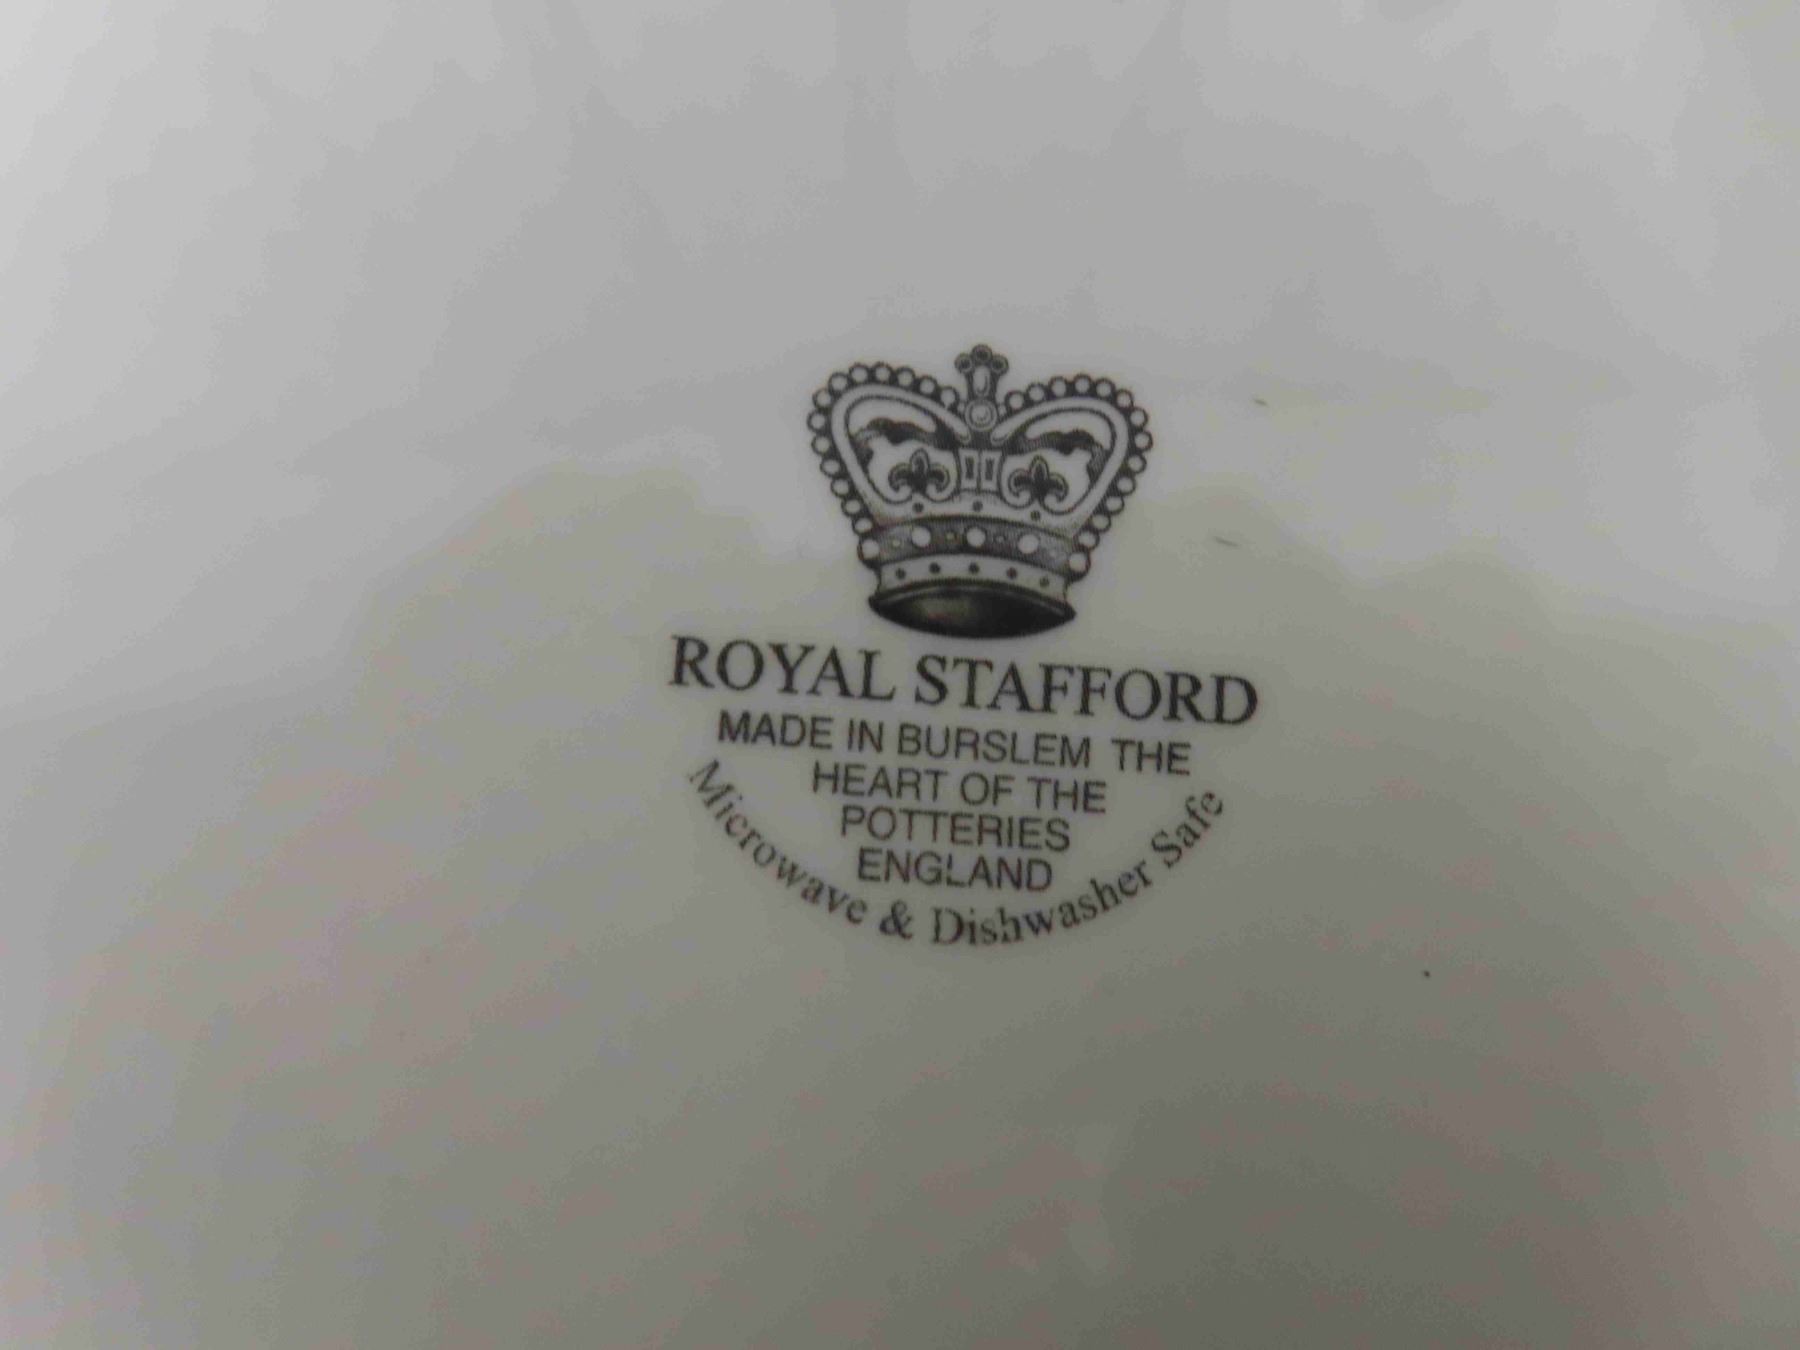 ROYAL STAFFORD
MADE IN BURSLEM THE
HEART OF THE
POTTERIES
ENGLAND
Microwave & Dishwasher Safe